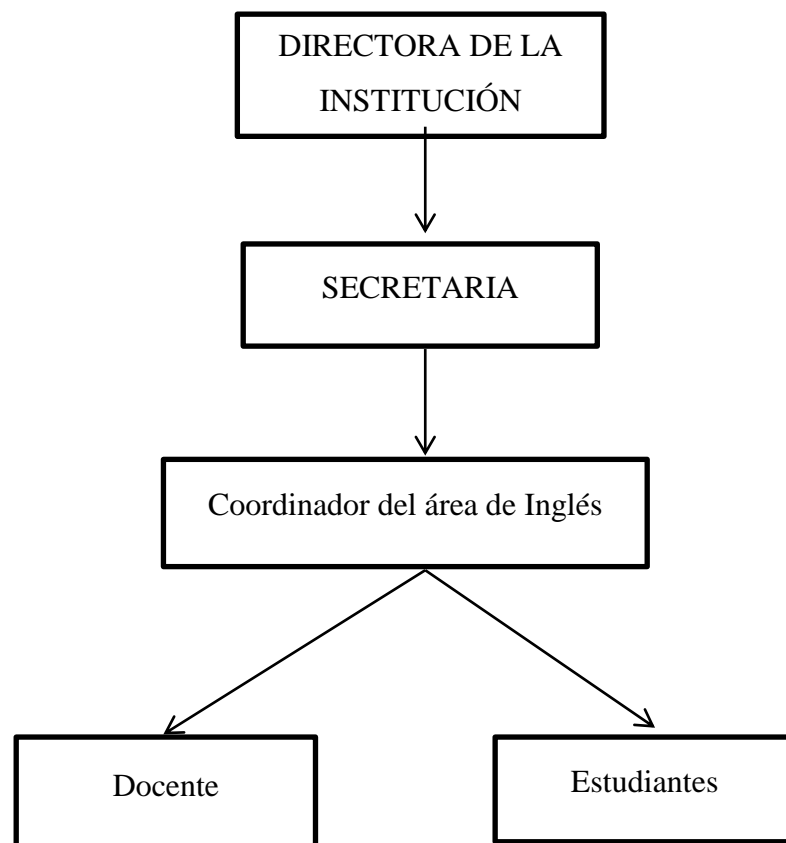 DIRECTORA DE LA
INSTITUCIÓN
SECRETARIA
Coordinador del área de Inglés
Docente
Estudiantes